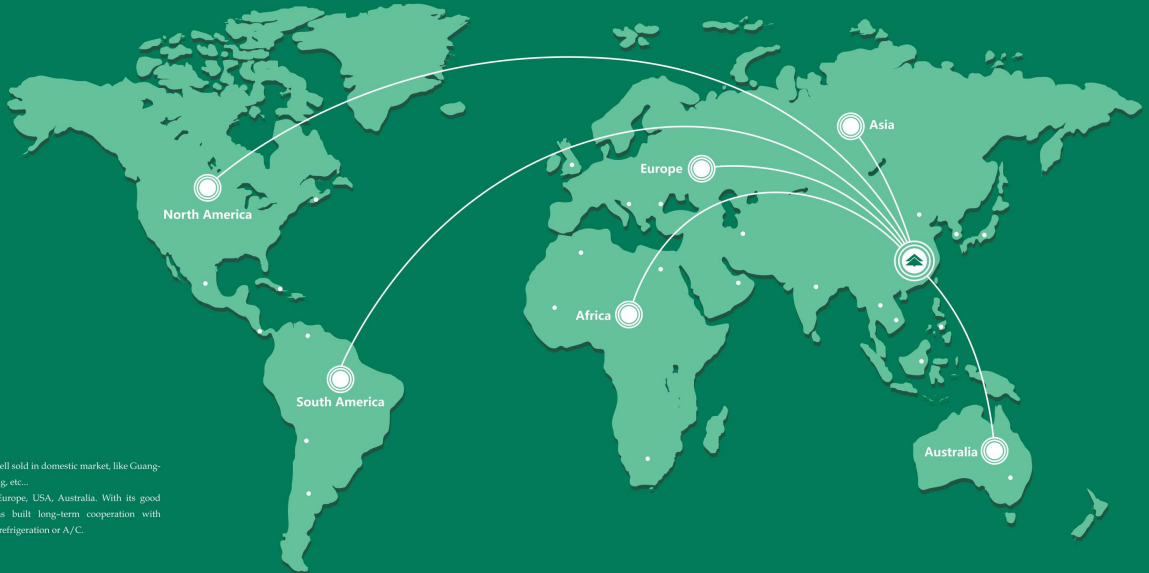 Asia
Europe
North America
Africa
South America
Australia
ell sold in domestic market, like Guang-
g, etc...
Europe, USA, Australia. With its good
s built long-term cooperation with
refrigeration or A/C.